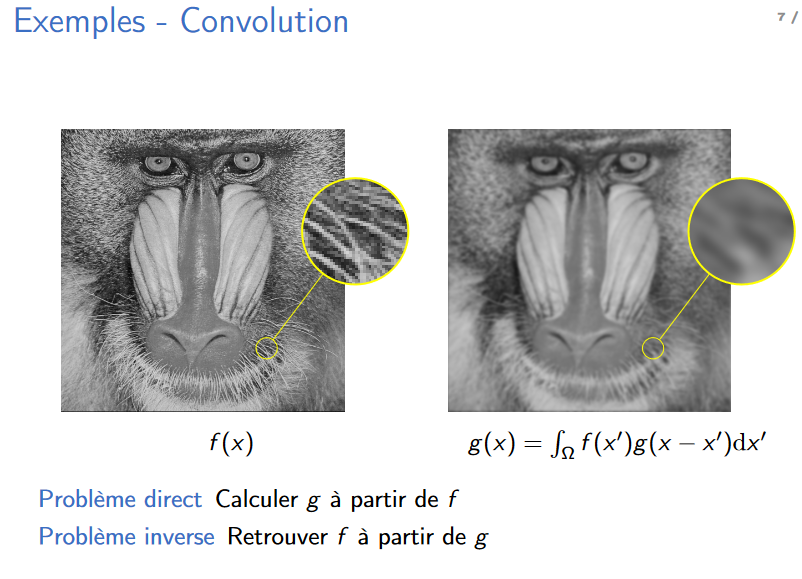 Exemples - Convolution
7 /
f(x)
g(x) = ∫Ω f(x′)g(x − x′)dx′
Problème direct Calculer g à partir de f
Problème inverse Retrouver f à partir de g